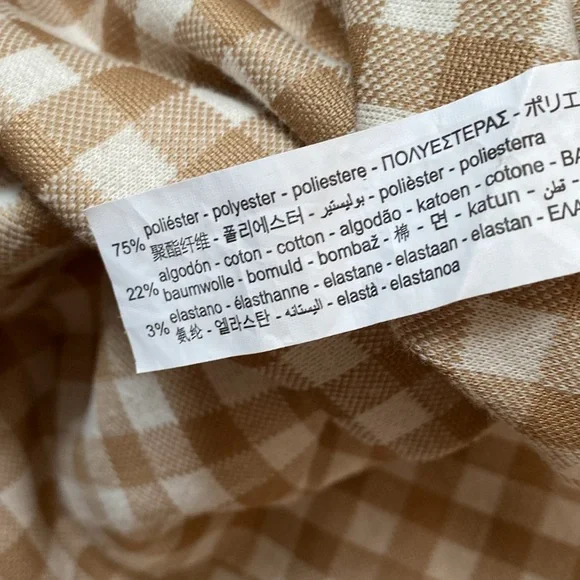 75% poliéster - polyester - poliestere - ΠΟΛΥΕΣΤΕΡΑΣ - ポリエ
聚酯纤维 - 폴리에스터 - بوليستير - polièster - poliesterra
22% algodón - coton - cotton - algodão - katoen - cotone - BA
baumwolle - bomuld - bombaž - 棉 - 면 - katun - قطن -
3% elastano - élasthanne - elastane - elastaan - elastan - ΕΛΑ
氨纶 - 엘라스탄 - الیستانه - elastà - elastanoa